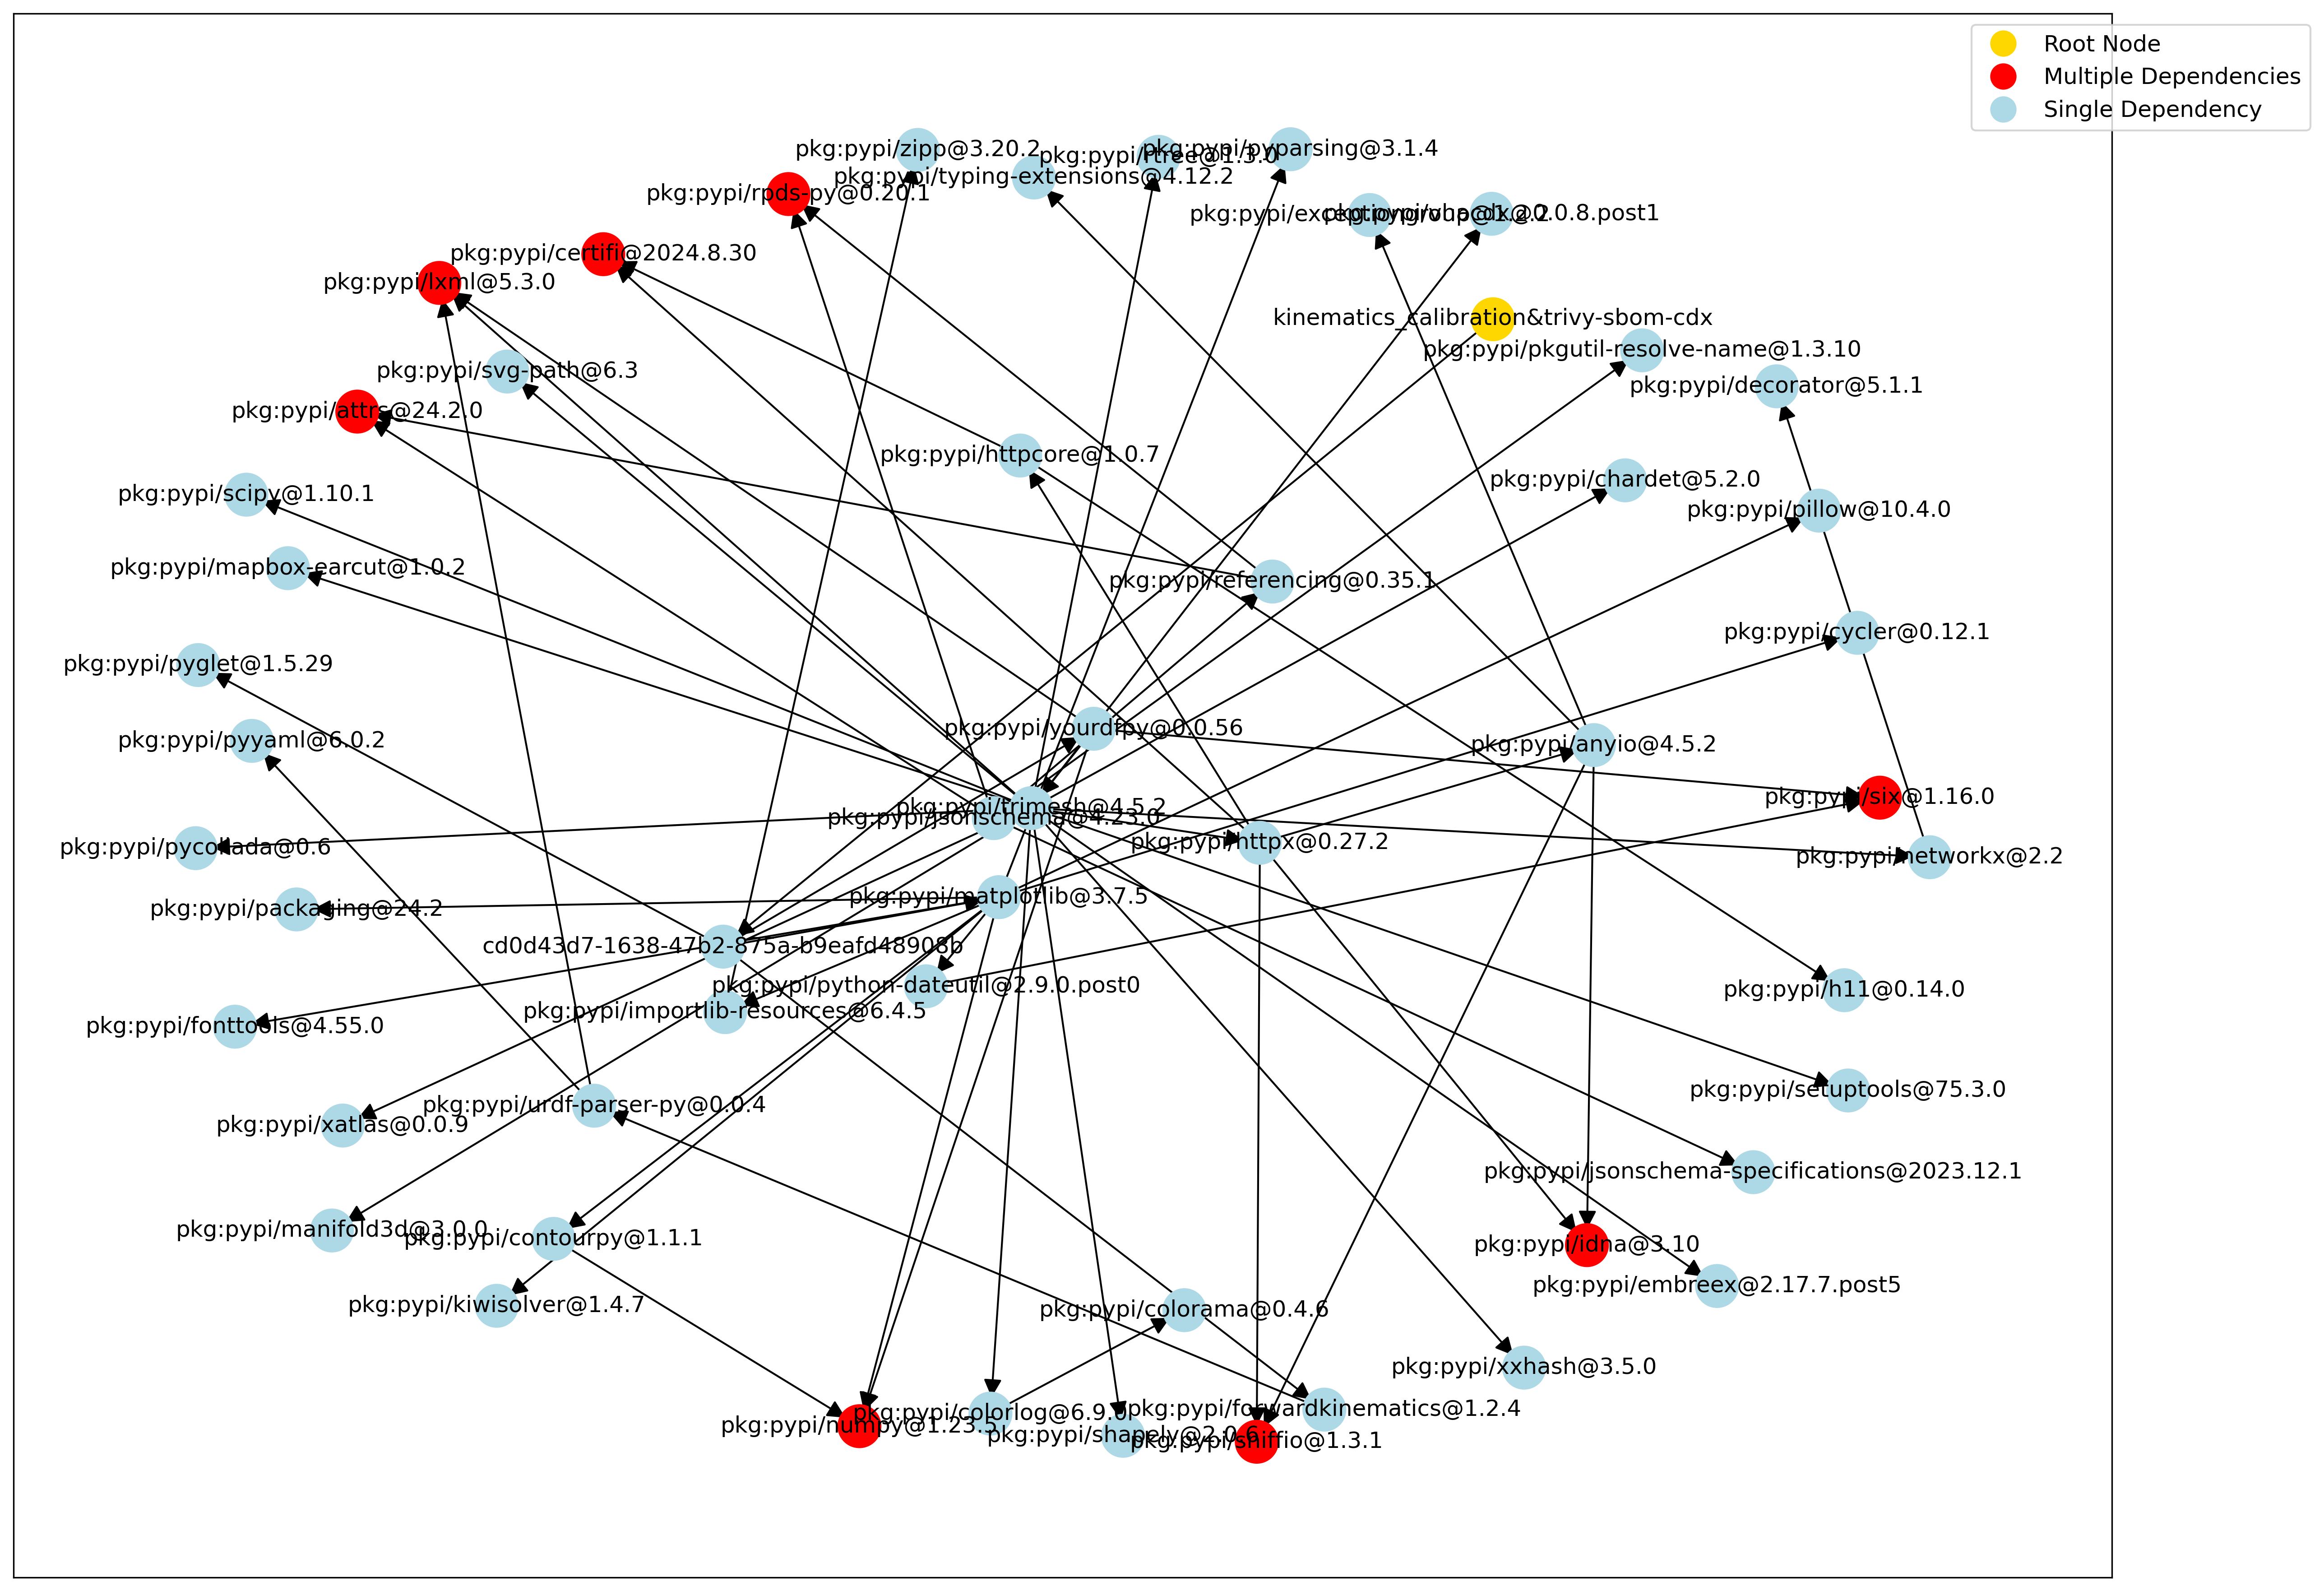 Root Node
Multiple Dependencies
Single Dependency
pkg:pypi/zipp@3.20.2
pkg:pypi/rtree@1.3.0
pkg:pypi/pyparsing@3.1.4
pkg:pypi/typing-extensions@4.12.2
pkg:pypi/rpds-py@0.20.1
pkg:pypi/exceptiongroup@1.2.2
pkg:pypi/vhacdx@0.0.8.post1
pkg:pypi/certifi@2024.8.30
pkg:pypi/lxml@5.3.0
kinematics_calibration&trivy-sbom-cdx
pkg:pypi/pkgutil-resolve-name@1.3.10
pkg:pypi/svg-path@6.3
pkg:pypi/decorator@5.1.1
pkg:pypi/attrs@24.2.0
pkg:pypi/httpcore@1.0.7
pkg:pypi/chardet@5.2.0
pkg:pypi/scipy@1.10.1
pkg:pypi/pillow@10.4.0
pkg:pypi/mapbox-earcut@1.0.2
pkg:pypi/referencing@0.35.1
pkg:pypi/cycler@0.12.1
pkg:pypi/pyglet@1.5.29
pkg:pypi/yourdfpy@0.0.56
pkg:pypi/pyyaml@6.0.2
pkg:pypi/anyio@4.5.2
pkg:pypi/six@1.16.0
pkg:pypi/trimesh@4.5.2
pkg:pypi/jsonschema@4.23.0
pkg:pypi/httpx@0.27.2
pkg:pypi/pycollada@0.6
pkg:pypi/networkx@2.2
pkg:pypi/matplotlib@3.7.5
pkg:pypi/packaging@24.2
cd0d43d7-1638-47b2-875a-b9eafd48908b
pkg:pypi/python-dateutil@2.9.0.post0
pkg:pypi/h11@0.14.0
pkg:pypi/importlib-resources@6.4.5
pkg:pypi/fonttools@4.55.0
pkg:pypi/setuptools@75.3.0
pkg:pypi/urdf-parser-py@0.0.4
pkg:pypi/xatlas@0.0.9
pkg:pypi/jsonschema-specifications@2023.12.1
pkg:pypi/manifold3d@3.0.0
pkg:pypi/contourpy@1.1.1
pkg:pypi/idna@3.10
pkg:pypi/embreex@2.17.7.post5
pkg:pypi/kiwisolver@1.4.7
pkg:pypi/colorama@0.4.6
pkg:pypi/xxhash@3.5.0
pkg:pypi/colorlog@6.9.0
pkg:pypi/forwardkinematics@1.2.4
pkg:pypi/numpy@1.23.5
pkg:pypi/shapely@2.0.6
pkg:pypi/sniffio@1.3.1